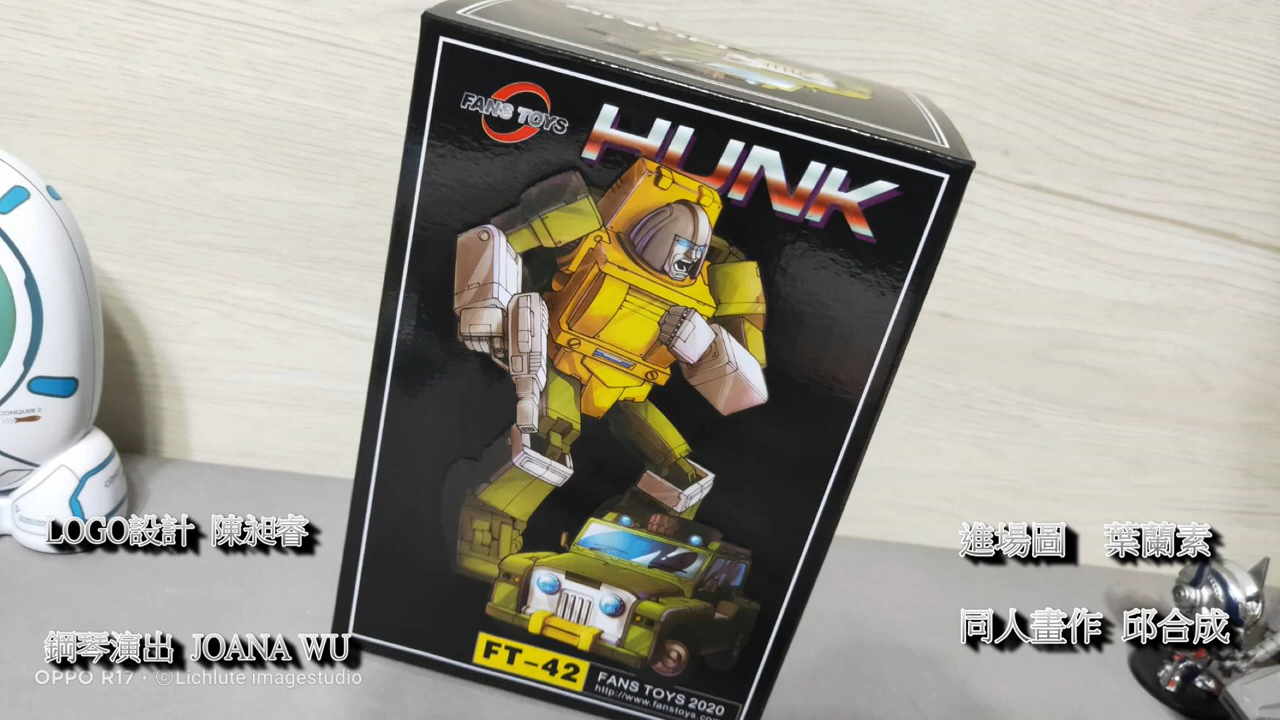 FANS TOYS
HUNK
CONQUER 2
LOGO設計 陳昶睿
進場圖 葉蘭素
同人畫作 邱合成
鋼琴演出 JOANA WU
OPPO R17 · ©Lichlute imagestudio
FT-42
FANS TOYS 2020
http://www.fanstoys.com